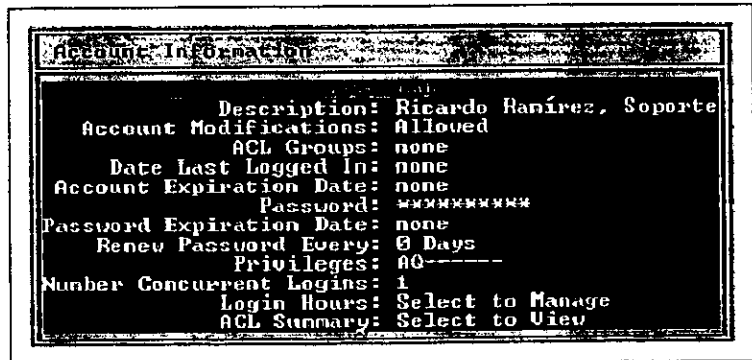 Account Information
Description: Ricardo Ramírez, Soporte
Account Modifications: Allowed
ACL Groups: none
Date Last Logged In: none
Account Expiration Date: none
Password: **********
Password Expiration Date: none
Renew Password Every: 0 Days
Privileges: AO------
Number Concurrent Logins: 1
Login Hours: Select to Manage
ACL Summary: Select to View